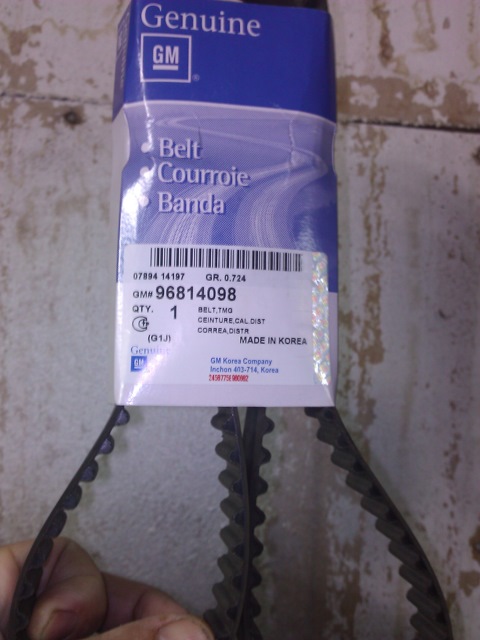 Genuine
GM
®
• Belt
• Courroie
• Banda
07894 14197 GR. 0.724
GM# 96814098
QTY. 1 BELT,TMG
CEINTURE,CAL DIST
CORREA,DISTR
(G1J) MADE IN KOREA
Genuine
GM
GM Korea Company
Inchon 403-714, Korea